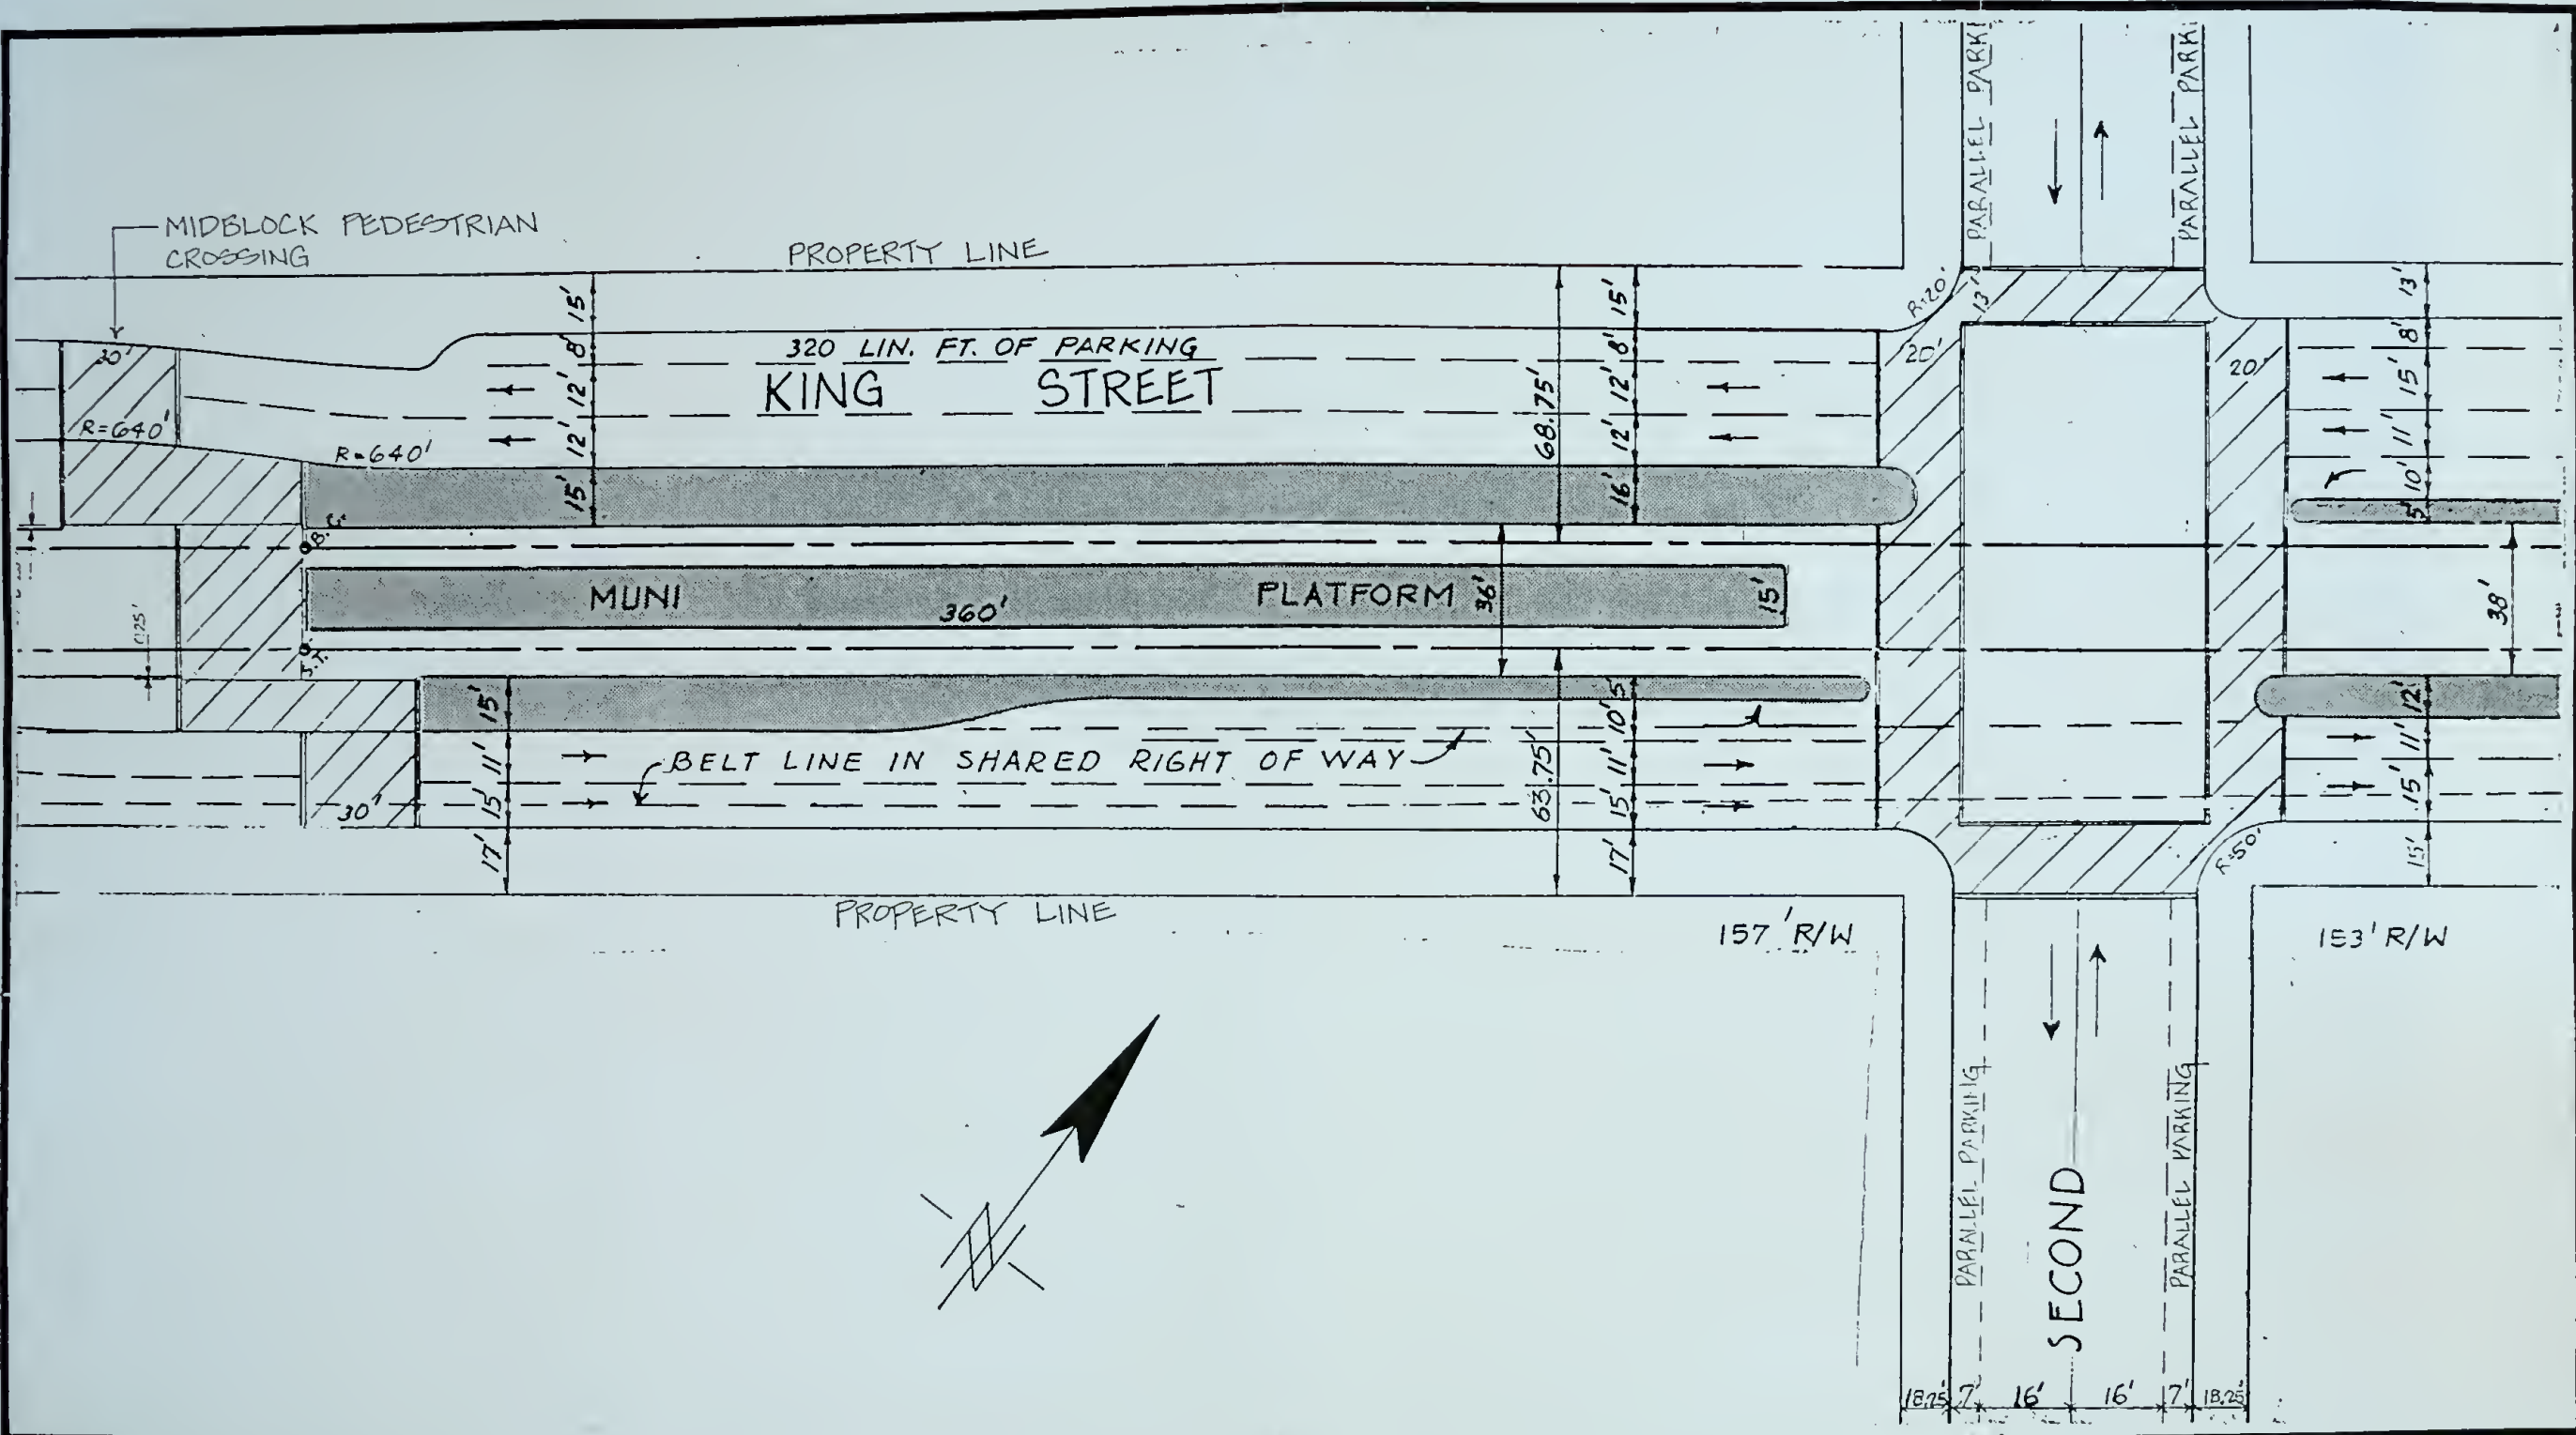 PARALLEL PARKI
PARALLEL PARKI
MIDBLOCK PEDESTRIAN
CROSSING
PROPERTY LINE
15'
8'
12'
12'
15'
320 LIN. FT. OF PARKING
KING STREET
68.75'
15'
8'
12'
12'
16'
R=20'
13'
20'
20'
13'
8'
15'
11'
10'
5'
30'
R=640'
R=640'
B.C.
S.T.
MUNI PLATFORM
360'
36'
15'
38'
15'
11'
15'
17'
BELT LINE IN SHARED RIGHT OF WAY
30'
63.75'
5'
10'
11'
15'
17'
12'
11'
15'
15'
R=50'
PROPERTY LINE
157' R/W
153' R/W
PARALLEL PARKING
SECOND
PARALLEL PARKING
18.25'
7'
16'
16'
7'
18.25'